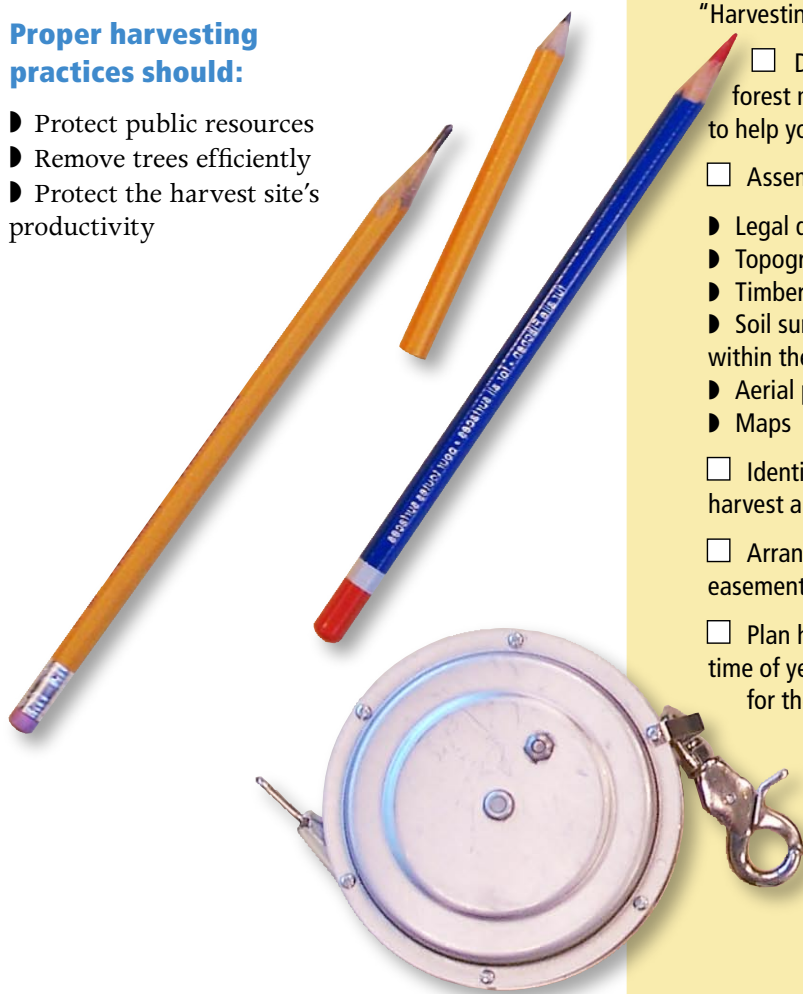 Proper harvesting
practices should:
◗ Protect public resources
◗ Remove trees efficiently
◗ Protect the harvest site's
productivity
"Harvestin
☐ D
forest m
to help yo
☐ Assem
◗ Legal d
◗ Topogr
◗ Timber
◗ Soil sur
within the
◗ Aerial p
◗ Maps
☐ Identi
harvest a
☐ Arran
easement
☐ Plan h
time of ye
for th